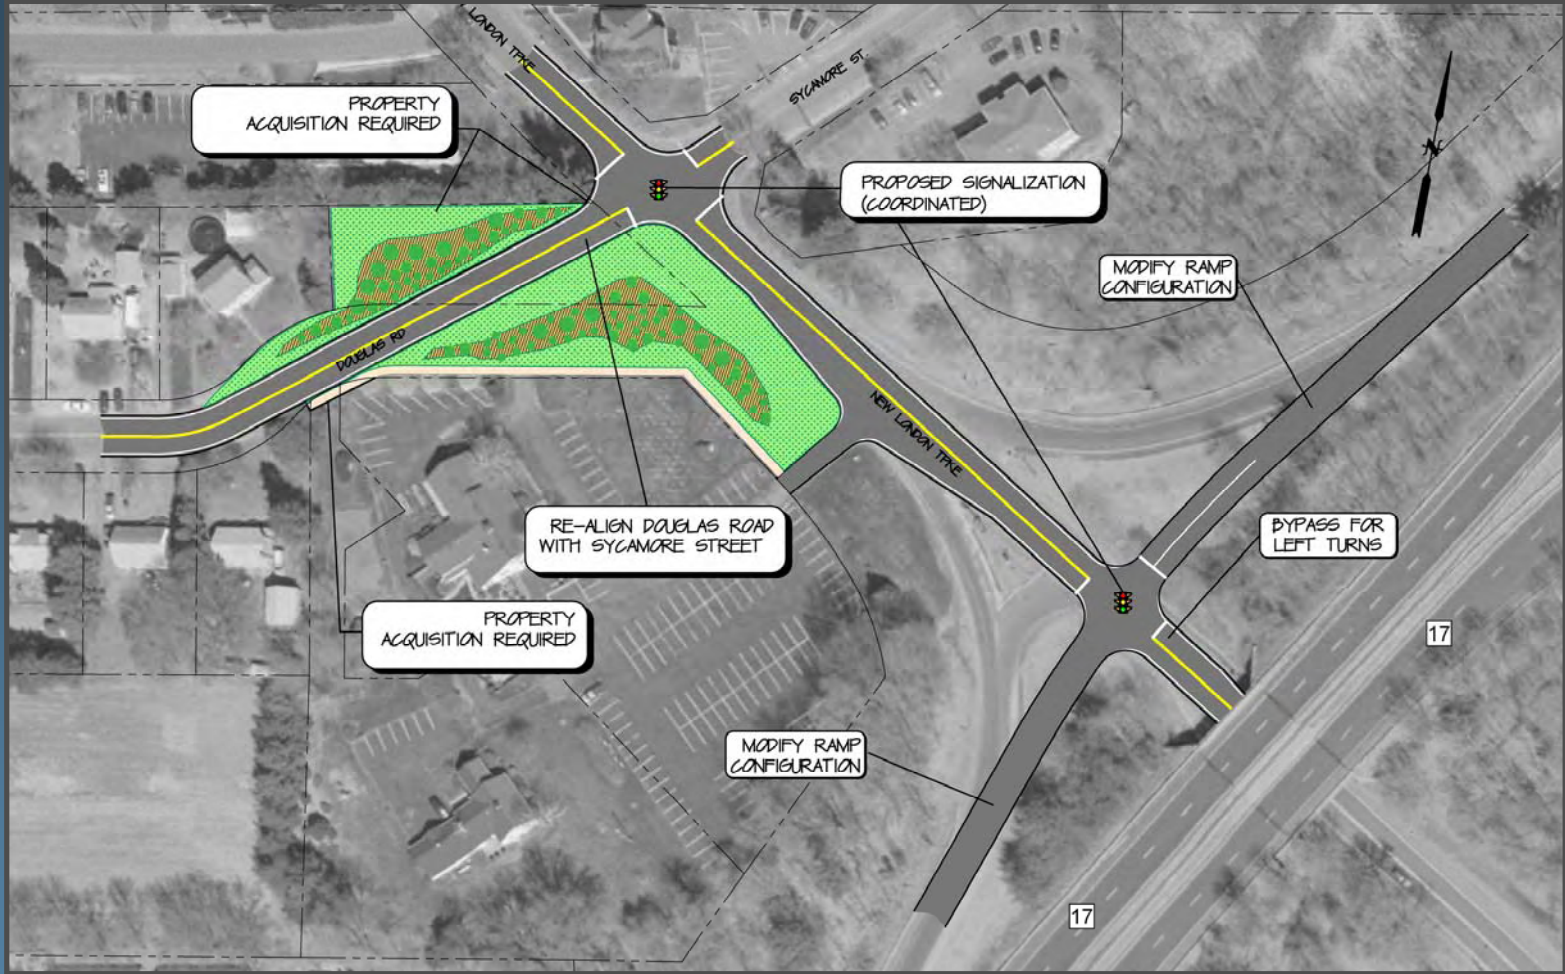 LONDON TPKE
SYCAMORE ST.
PROPERTY
ACQUISITION REQUIRED
PROPOSED SIGNALIZATION
(COORDINATED)
N
MODIFY RAMP
CONFIGURATION
DOUGLAS RD
NEW LONDON TPKE
RE-ALIGN DOUGLAS ROAD
WITH SYCAMORE STREET
BYPASS FOR
LEFT TURNS
PROPERTY
ACQUISITION REQUIRED
17
MODIFY RAMP
CONFIGURATION
17